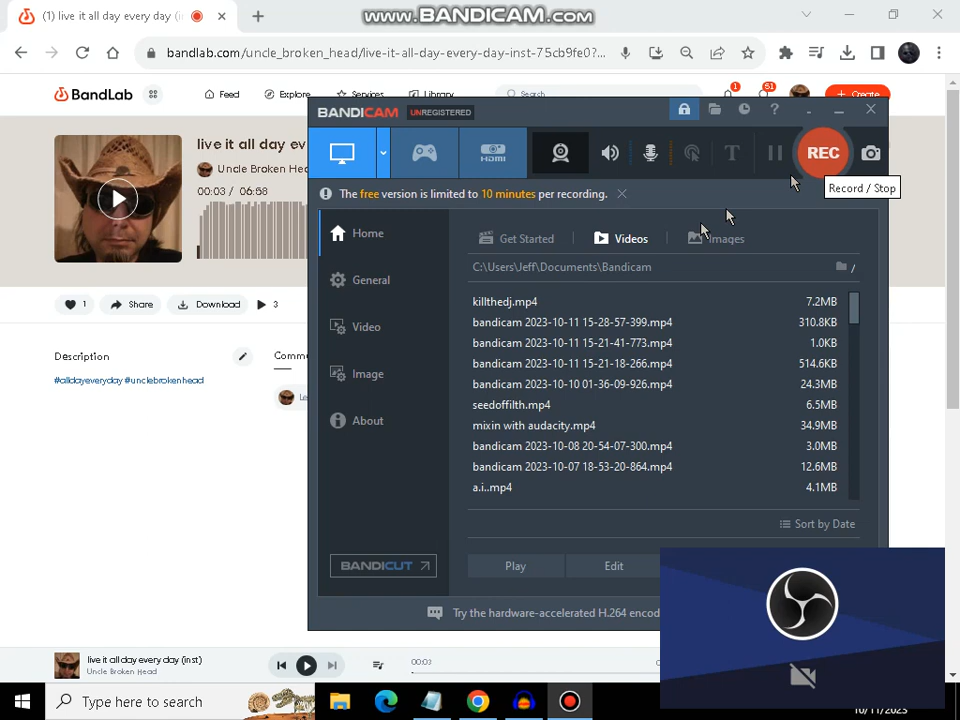 (1) live it all day every day (i
www.BANDICAM.com
bandlab.com/uncle_broken_head/live-it-all-day-every-day-inst-75cb9fe0?...
BandLab
Feed
Explore
Services
Library
Search
1
51
Create
live it all day ev
Uncle Broken Hea
00:03 / 06:58
1
Share
Download
3
Description
Comm
#alldayeveryday #unclebrokenhead
Le
BANDICAM UNREGISTERED
HDMI
REC
Record / Stop
The free version is limited to 10 minutes per recording.
Home
General
Video
Image
About
BANDICUT
Get Started
Videos
Images
C:\Users\Jeff\Documents\Bandicam
/
killthedj.mp4 7.2MB
bandicam 2023-10-11 15-28-57-399.mp4 310.8KB
bandicam 2023-10-11 15-21-41-773.mp4 1.0KB
bandicam 2023-10-11 15-21-18-266.mp4 514.6KB
bandicam 2023-10-10 01-36-09-926.mp4 24.3MB
seedoffilth.mp4 6.5MB
mixin with audacity.mp4 34.9MB
bandicam 2023-10-08 20-54-07-300.mp4 3.0MB
bandicam 2023-10-07 18-53-20-864.mp4 12.6MB
a.i..mp4 4.1MB
Sort by Date
Play
Edit
Try the hardware-accelerated H.264 encod
live it all day every day (inst)
Uncle Broken Head
00:03
Type here to search
10/11/2023